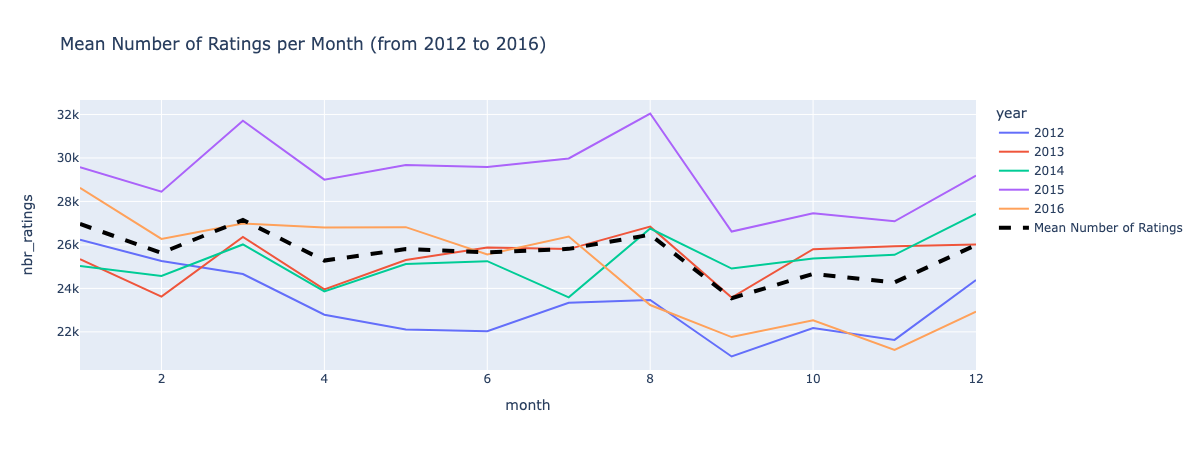 Mean Number of Ratings per Month (from 2012 to 2016)
nbr_ratings
32k
30k
28k
26k
24k
22k
2 4 6 8 10 12
month
year
2012
2013
2014
2015
2016
Mean Number of Ratings